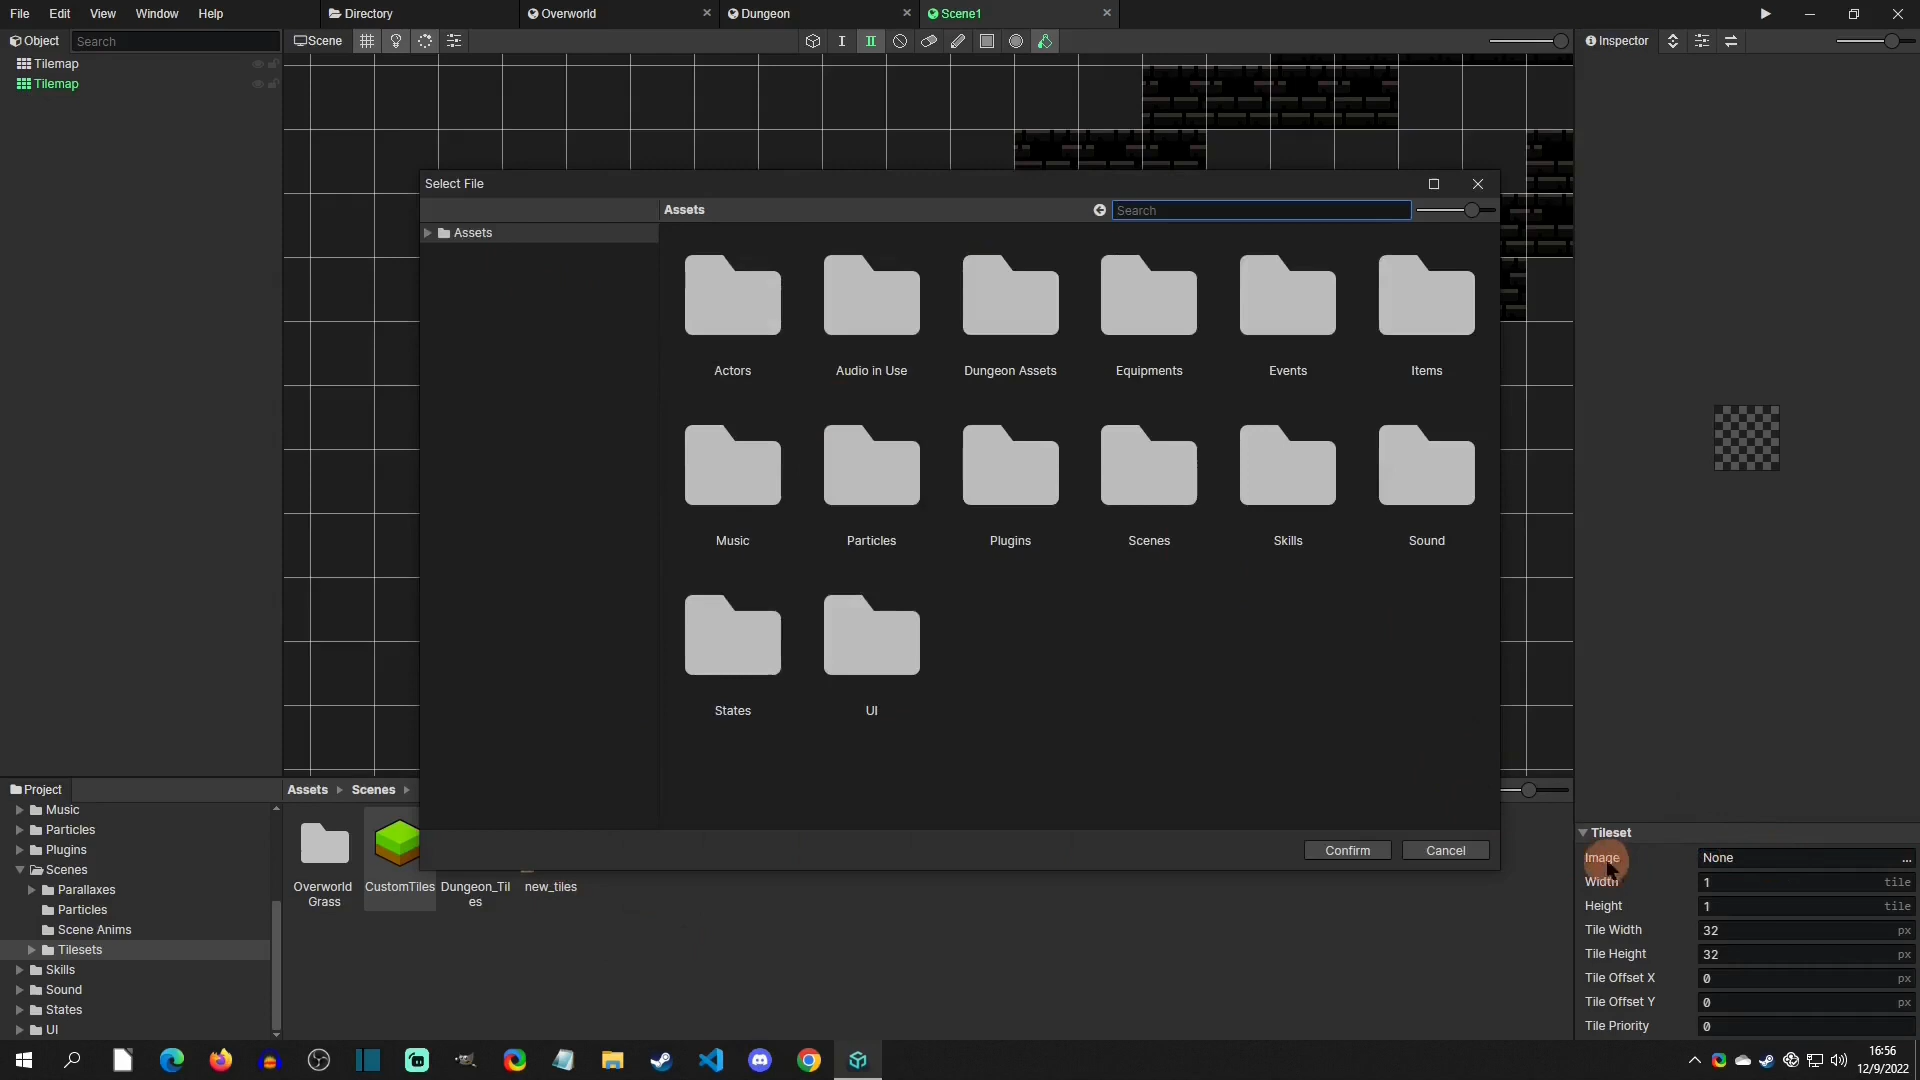 File Edit View Window Help
Directory
Overworld
Dungeon
Scene1
Object Search
Scene
Inspector
Tilemap
Tilemap
Select File
Assets Search
Assets
Actors Audio in Use Dungeon Assets Equipments Events Items
Music Particles Plugins Scenes Skills Sound
States UI
Confirm Cancel
Project
Music
Particles
Plugins
Scenes
Parallaxes
Particles
Scene Anims
Tilesets
Skills
Sound
States
UI
Assets Scenes
Overworld
Grass
CustomTiles
Dungeon_Til
es
new_tiles
Tileset
Image None ...
Width 1 tile
Height 1 tile
Tile Width 32 px
Tile Height 32 px
Tile Offset X 0 px
Tile Offset Y 0 px
Tile Priority 0
16:56
12/9/2022